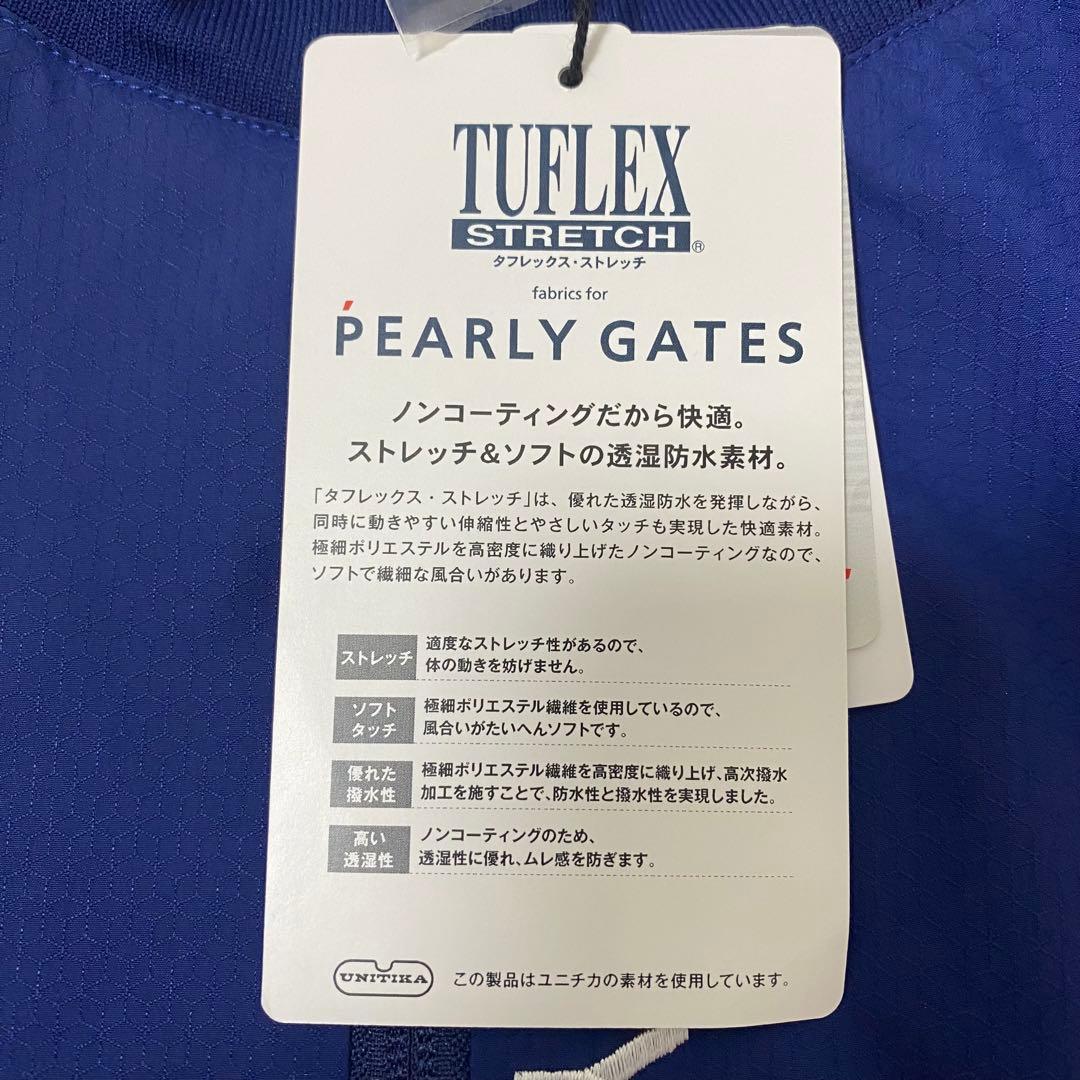 TUFLEX
STRETCH®
タフレックス・ストレッチ
fabrics for
PEARLY GATES
ノンコーティングだから快適。
ストレッチ&ソフトの透湿防水素材。
「タフレックス・ストレッチ」は、優れた透湿防水を発揮しながら、
同時に動きやすい伸縮性とやさしいタッチも実現した快適素材。
極細ポリエステルを高密度に織り上げたノンコーティングなので、
ソフトで繊細な風合いがあります。
ストレッチ
適度なストレッチ性があるので、
体の動きを妨げません。
ソフト
タッチ
極細ポリエステル繊維を使用しているので、
風合いがたいへんソフトです。
優れた
撥水性
極細ポリエステル繊維を高密度に織り上げ、高次撥水
加工を施すことで、防水性と撥水性を実現しました。
高い
透湿性
ノンコーティングのため、
透湿性に優れ、ムレ感を防ぎます。
UNITIKA
この製品はユニチカの素材を使用しています。